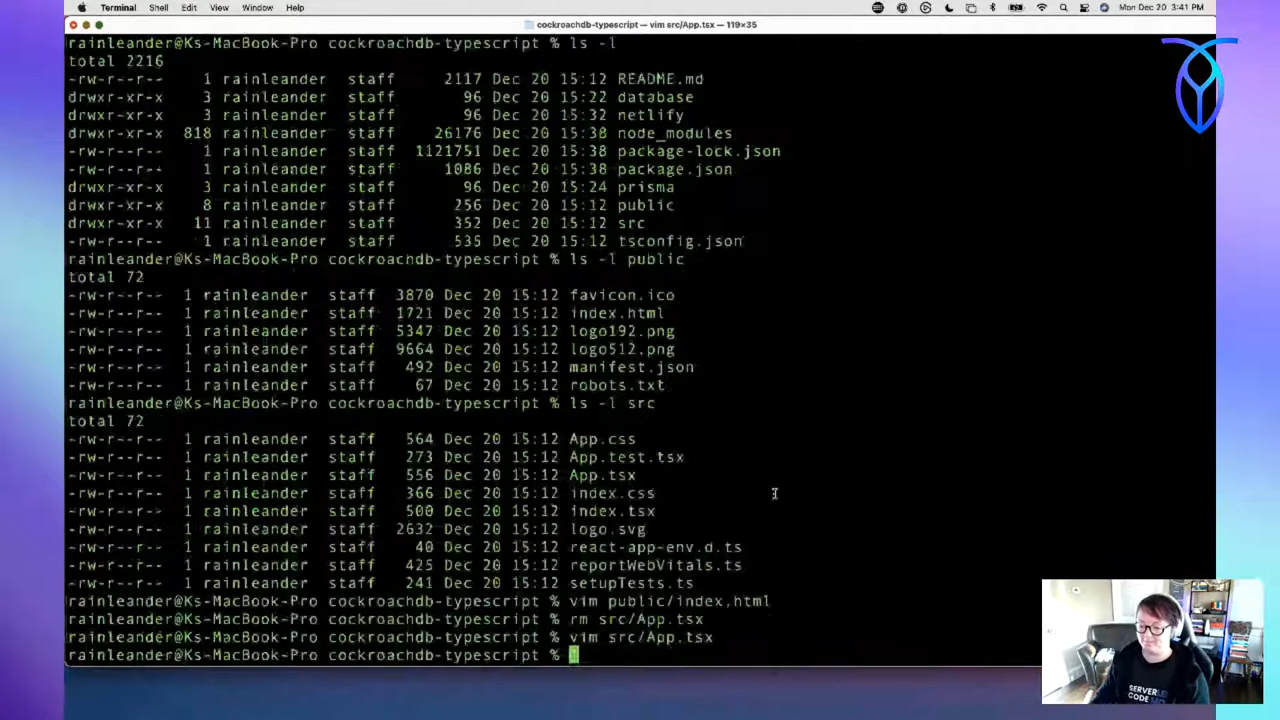 Terminal Shell Edit View Window Help Mon Dec 20 3:41 PM
cockroachdb-typescript — vim src/App.tsx — 119×35
rainleander@Ks-MacBook-Pro cockroachdb-typescript % ls -l
total 2216
-rw-r--r-- 1 rainleander staff 2117 Dec 20 15:12 README.md
drwxr-xr-x 3 rainleander staff 96 Dec 20 15:22 database
drwxr-xr-x 3 rainleander staff 96 Dec 20 15:32 netlify
drwxr-xr-x 818 rainleander staff 26176 Dec 20 15:38 node_modules
-rw-r--r-- 1 rainleander staff 1121751 Dec 20 15:38 package-lock.json
-rw-r--r-- 1 rainleander staff 1086 Dec 20 15:38 package.json
drwxr-xr-x 3 rainleander staff 96 Dec 20 15:24 prisma
drwxr-xr-x 8 rainleander staff 256 Dec 20 15:12 public
drwxr-xr-x 11 rainleander staff 352 Dec 20 15:12 src
-rw-r--r-- 1 rainleander staff 535 Dec 20 15:12 tsconfig.json
rainleander@Ks-MacBook-Pro cockroachdb-typescript % ls -l public
total 72
-rw-r--r-- 1 rainleander staff 3870 Dec 20 15:12 favicon.ico
-rw-r--r-- 1 rainleander staff 1721 Dec 20 15:12 index.html
-rw-r--r-- 1 rainleander staff 5347 Dec 20 15:12 logo192.png
-rw-r--r-- 1 rainleander staff 9664 Dec 20 15:12 logo512.png
-rw-r--r-- 1 rainleander staff 492 Dec 20 15:12 manifest.json
-rw-r--r-- 1 rainleander staff 67 Dec 20 15:12 robots.txt
rainleander@Ks-MacBook-Pro cockroachdb-typescript % ls -l src
total 72
-rw-r--r-- 1 rainleander staff 564 Dec 20 15:12 App.css
-rw-r--r-- 1 rainleander staff 273 Dec 20 15:12 App.test.tsx
-rw-r--r-- 1 rainleander staff 556 Dec 20 15:12 App.tsx
-rw-r--r-- 1 rainleander staff 366 Dec 20 15:12 index.css
-rw-r--r-- 1 rainleander staff 500 Dec 20 15:12 index.tsx
-rw-r--r-- 1 rainleander staff 2632 Dec 20 15:12 logo.svg
-rw-r--r-- 1 rainleander staff 40 Dec 20 15:12 react-app-env.d.ts
-rw-r--r-- 1 rainleander staff 425 Dec 20 15:12 reportWebVitals.ts
-rw-r--r-- 1 rainleander staff 241 Dec 20 15:12 setupTests.ts
rainleander@Ks-MacBook-Pro cockroachdb-typescript % vim public/index.html
rainleander@Ks-MacBook-Pro cockroachdb-typescript % rm src/App.tsx
rainleander@Ks-MacBook-Pro cockroachdb-typescript % vim src/App.tsx
rainleander@Ks-MacBook-Pro cockroachdb-typescript %
CODE